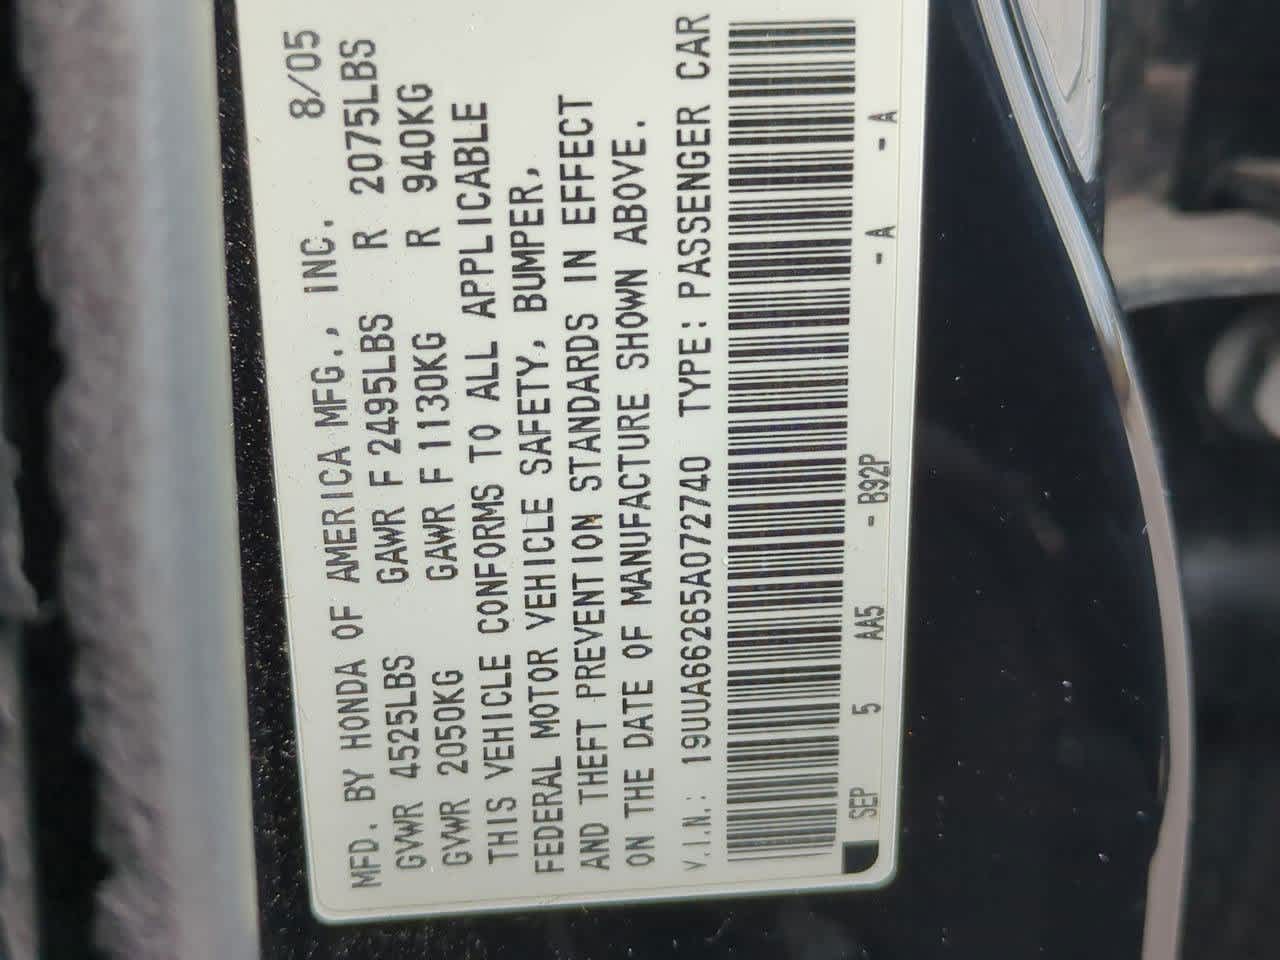 MFD. BY HONDA OF AMERICA MFG., INC. 8/05
GVWR 4525LBS GAWR F 2495LBS R 2075LBS
GVWR 2050KG GAWR F 1130KG R 940KG
THIS VEHICLE CONFORMS TO ALL APPLICABLE
FEDERAL MOTOR VEHICLE SAFETY, BUMPER,
AND THEFT PREVENTION STANDARDS IN EFFECT
ON THE DATE OF MANUFACTURE SHOWN ABOVE.
V.I.N.: 19UUA66265A072740 TYPE: PASSENGER CAR
SEP 5 AA5 - B92P - A - A